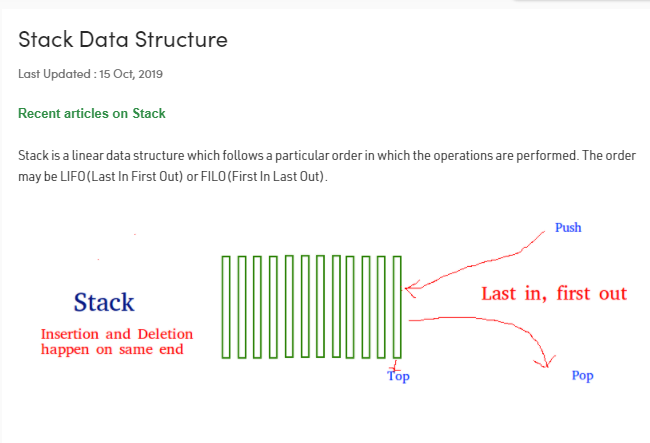 Stack Data Structure
Last Updated : 15 Oct, 2019
Recent articles on Stack
Stack is a linear data structure which follows a particular order in which the operations are performed. The order
may be LIFO(Last In First Out) or FILO(First In Last Out).
Push
Last in, first out
Stack
Insertion and Deletion
happen on same end
Top
Pop